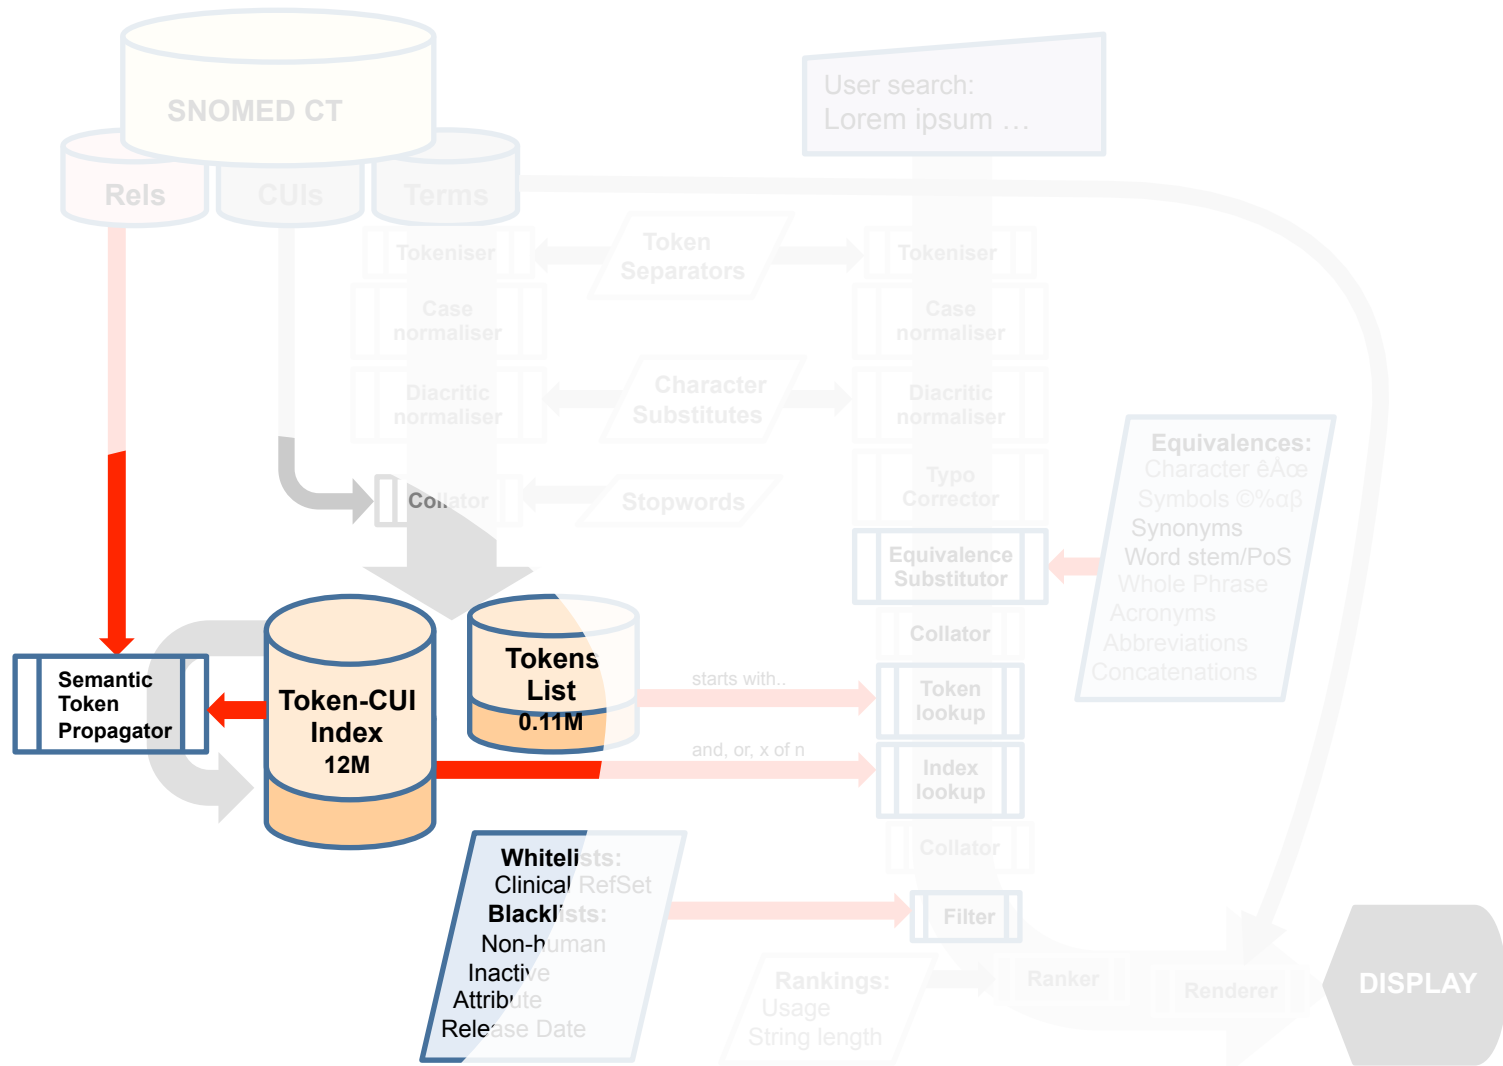 SNOMED CT
Rels
CUIs
Terms
User search:
Lorem ipsum …
Tokeniser
Token
Separators
Tokeniser
Case
normaliser
Case
normaliser
Diacritic
normaliser
Character
Substitutes
Diacritic
normaliser
Collator
Stopwords
Typo
Corrector
Equivalence
Substitutor
Equivalences:
Character êÀœ
Symbols ©%αβ
Synonyms
Word stem/PoS
Whole Phrase
Acronyms
Abbreviations
Concatenations
Collator
Semantic
Token
Propagator
Token-CUI
Index
12M
Tokens
List
0.11M
starts with..
Token
lookup
and, or, x of n
Index
lookup
Collator
Whitelists:
Clinical RefSet
Blacklists:
Non-human
Inactive
Attribute
Release Date
Filter
Rankings:
Usage
String length
Ranker
Renderer
DISPLAY